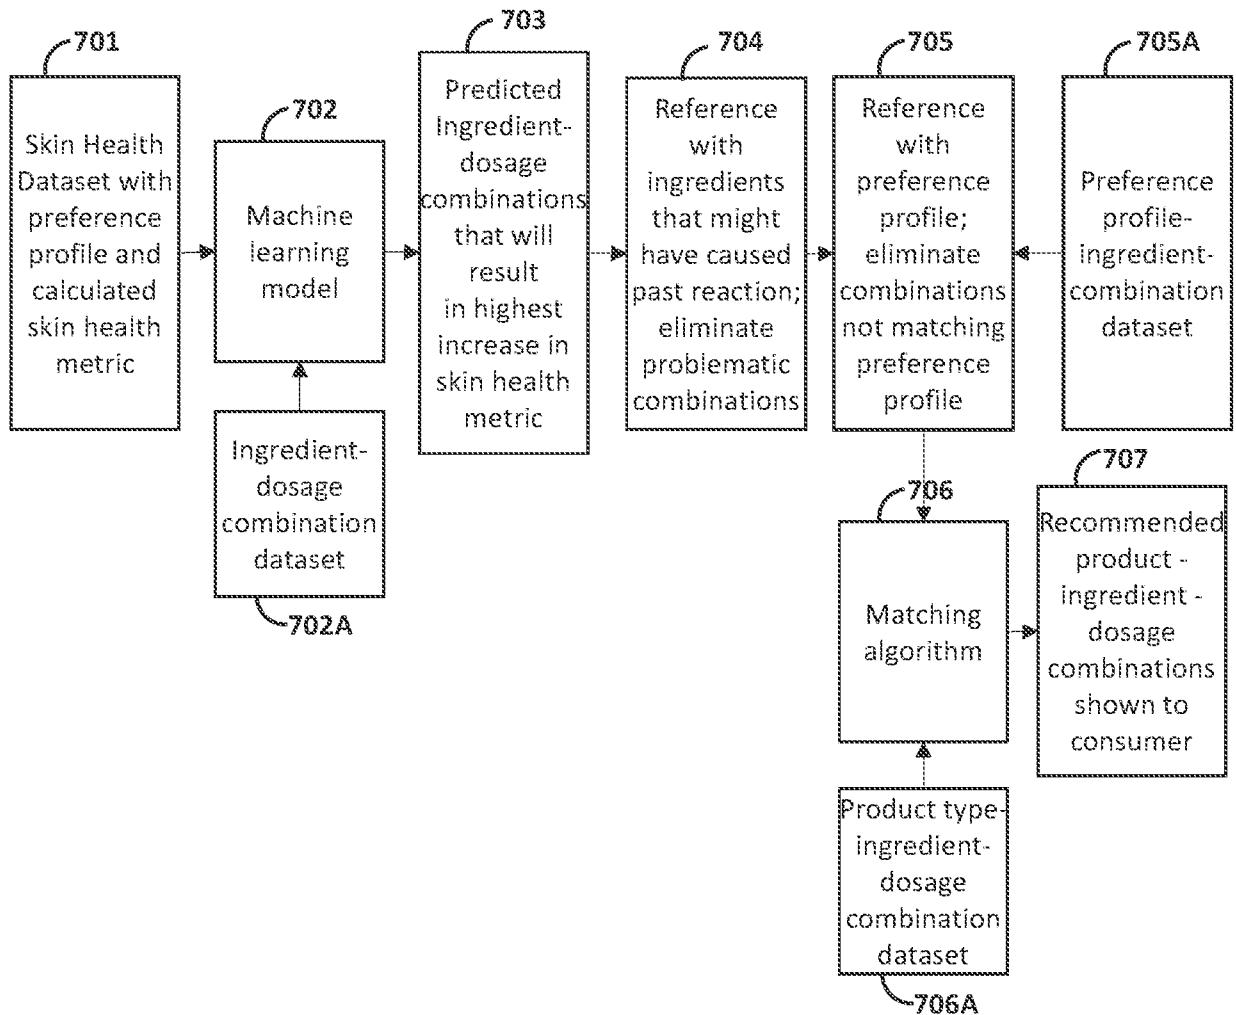 701
Skin Health
Dataset with
preference
profile and
calculated
skin health
metric
702
Machine
learning
model
Ingredient-
dosage
combination
dataset
702A
703
Predicted
Ingredient-
dosage
combinations
that will
result
in highest
increase in
skin health
metric
704
Reference
with
ingredients
that might
have caused
past reaction;
eliminate
problematic
combinations
705
Reference
with
preference
profile;
eliminate
combinations
not matching
preference
profile
705A
Preference
profile-
ingredient-
combination
dataset
706
Matching
algorithm
Product type-
ingredient-
dosage
combination
dataset
706A
707
Recommended
product -
ingredient -
dosage
combinations
shown to
consumer